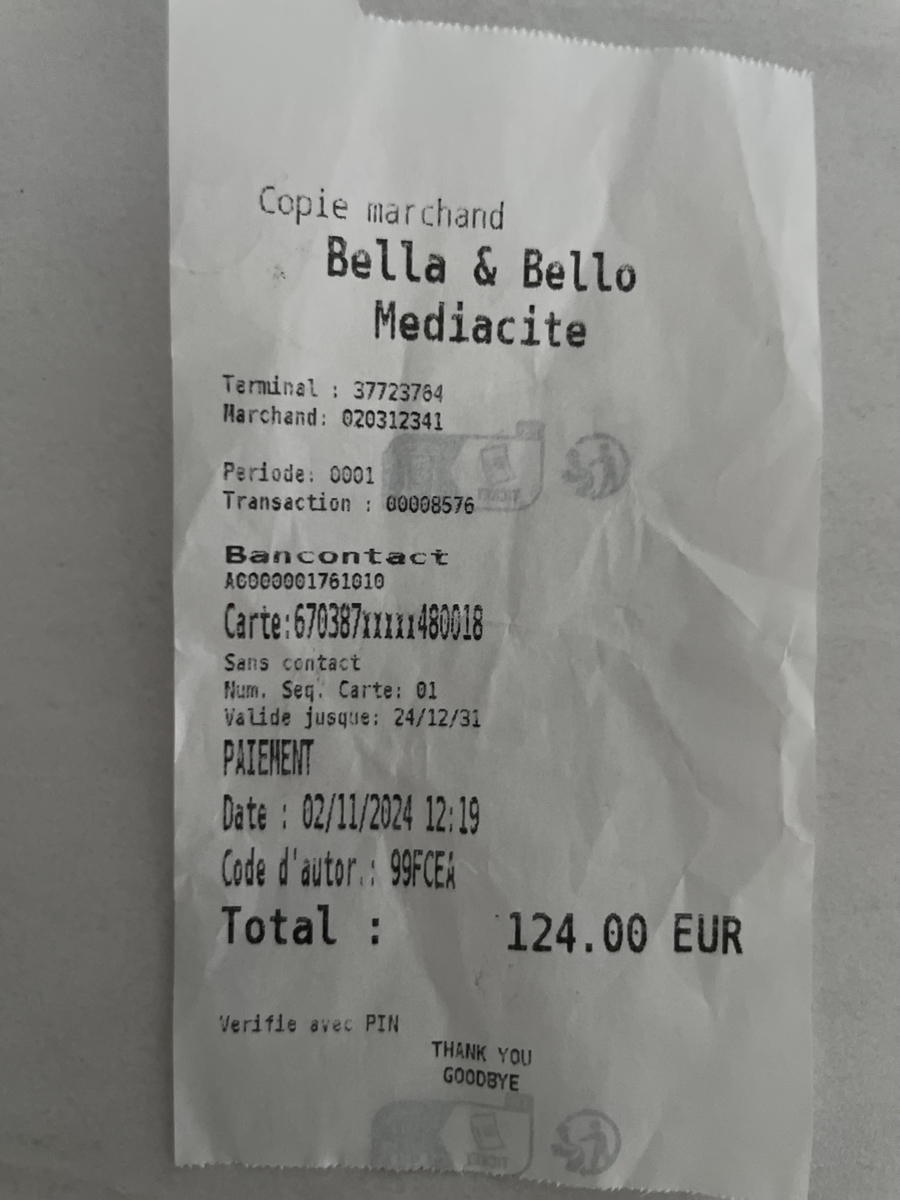 Copie marchand
Bella & Bello
Mediacite
Terminal : 37723764
Marchand: 020312341
Periode: 0001
Transaction : 00008576
Bancontact
A0000001761010
Carte:670387xxxxx480018
Sans contact
Num. Seq. Carte: 01
Valide jusque: 24/12/31
PAIEMENT
Date : 02/11/2024 12:19
Code d'autor.: 99FCEA
Total : 124.00 EUR
Verifie avec PIN
THANK YOU
GOODBYE